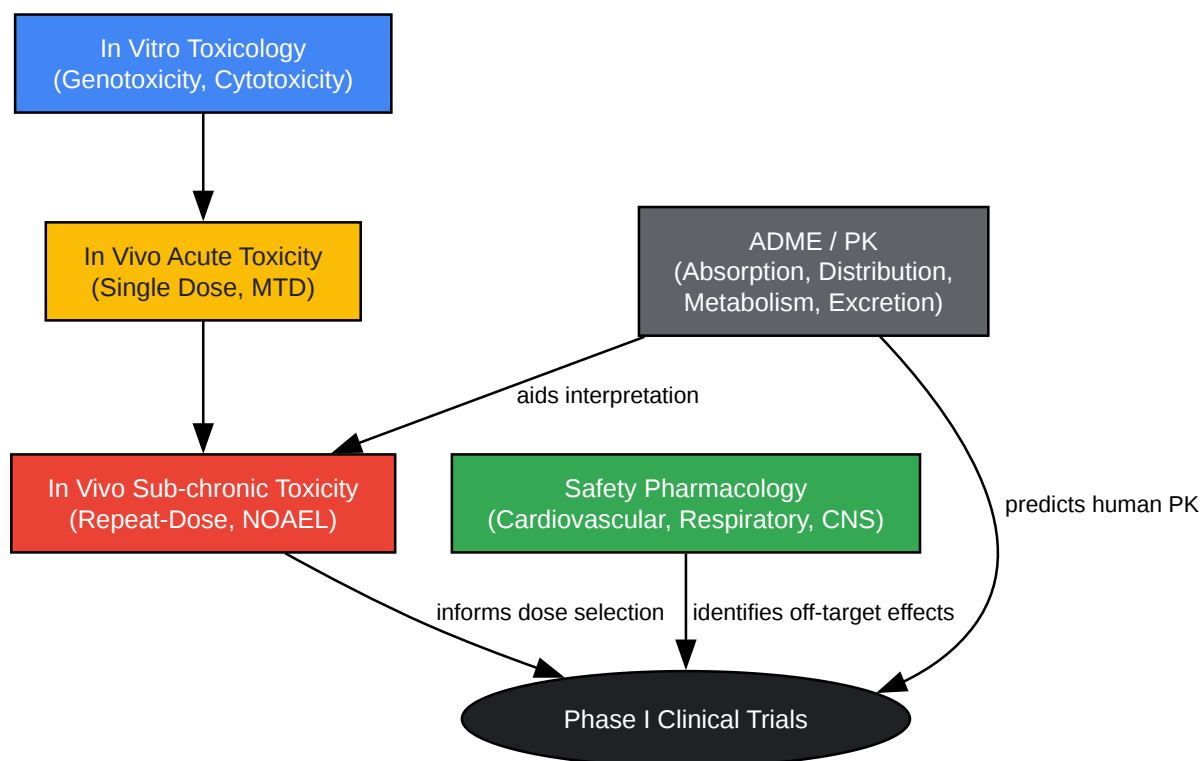 In Vitro Toxicology
(Genotoxicity, Cytotoxicity)
In Vivo Acute Toxicity
(Single Dose, MTD)
ADME / PK
(Absorption, Distribution,
Metabolism, Excretion)
aids interpretation
In Vivo Sub-chronic Toxicity
(Repeat-Dose, NOAEL)
Safety Pharmacology
(Cardiovascular, Respiratory, CNS)
predicts human PK
informs dose selection
identifies off-target effects
Phase I Clinical Trials